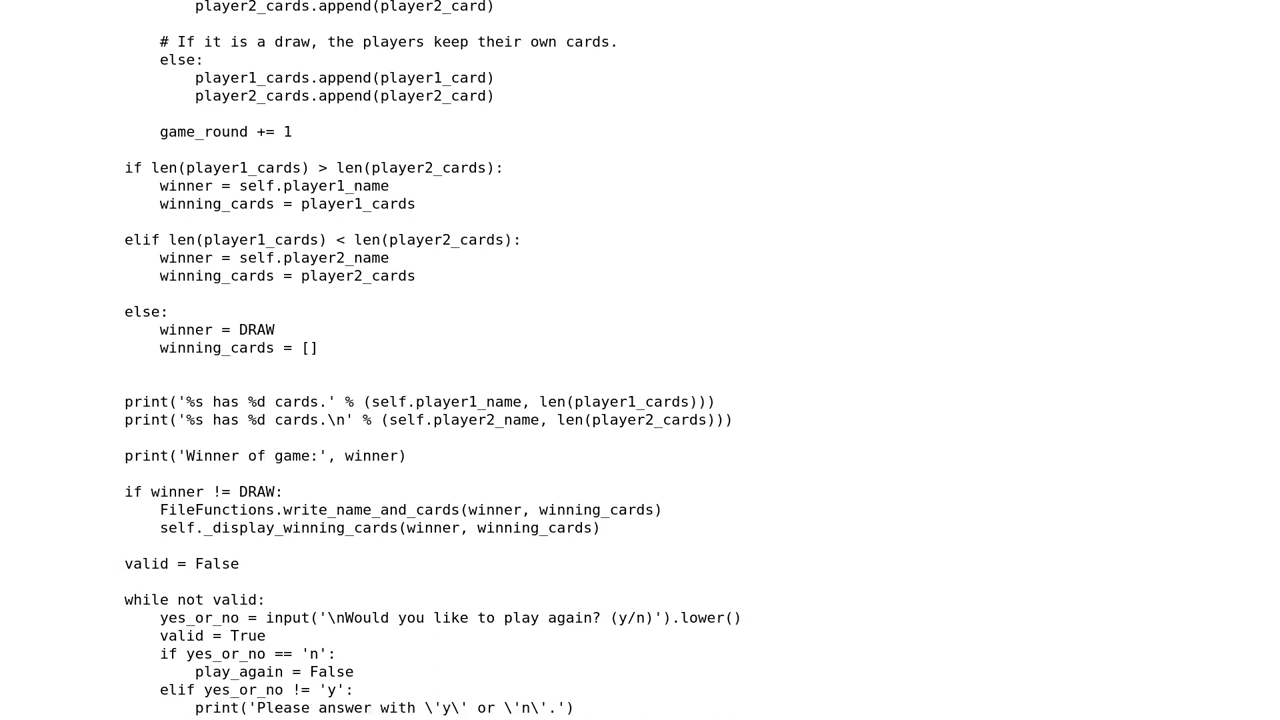 player2_cards.append(player2_card)
# If it is a draw, the players keep their own cards.
else:
player1_cards.append(player1_card)
player2_cards.append(player2_card)
game_round += 1
if len(player1_cards) > len(player2_cards):
winner = self.player1_name
winning_cards = player1_cards
elif len(player1_cards) < len(player2_cards):
winner = self.player2_name
winning_cards = player2_cards
else:
winner = DRAW
winning_cards = []
print('%s has %d cards.' % (self.player1_name, len(player1_cards)))
print('%s has %d cards.\n' % (self.player2_name, len(player2_cards)))
print('Winner of game:', winner)
if winner != DRAW:
FileFunctions.write_name_and_cards(winner, winning_cards)
self._display_winning_cards(winner, winning_cards)
valid = False
while not valid:
yes_or_no = input('\nWould you like to play again? (y/n)').lower()
valid = True
if yes_or_no == 'n':
play_again = False
elif yes_or_no != 'y':
print('Please answer with \'y\' or \'n\'.')